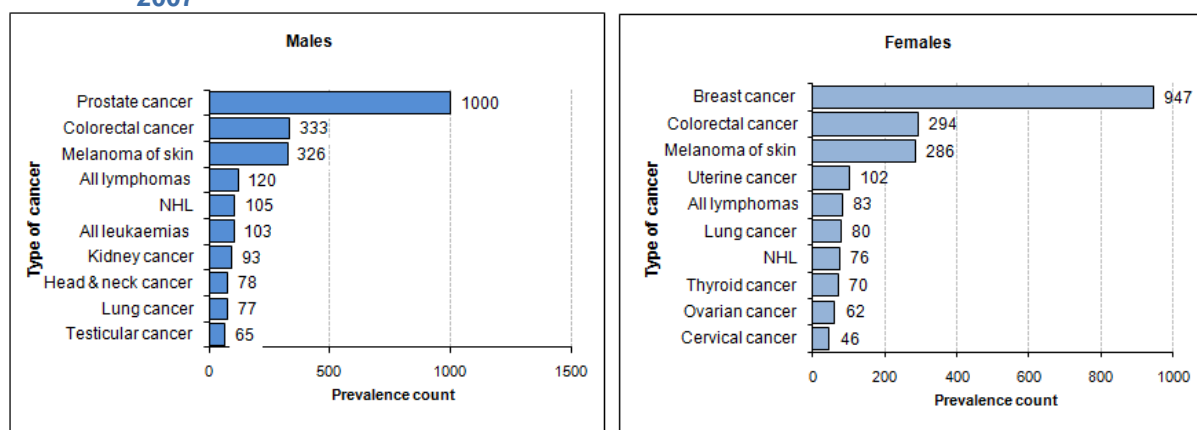 2007
Males
Type of cancer
Prostate cancer 1000
Colorectal cancer 333
Melanoma of skin 326
All lymphomas 120
NHL 105
All leukaemias 103
Kidney cancer 93
Head & neck cancer 78
Lung cancer 77
Testicular cancer 65
0 500 1000 1500
Prevalence count
Females
Type of cancer
Breast cancer 947
Colorectal cancer 294
Melanoma of skin 286
Uterine cancer 102
All lymphomas 83
Lung cancer 80
NHL 76
Thyroid cancer 70
Ovarian cancer 62
Cervical cancer 46
0 200 400 600 800 1000
Prevalence count